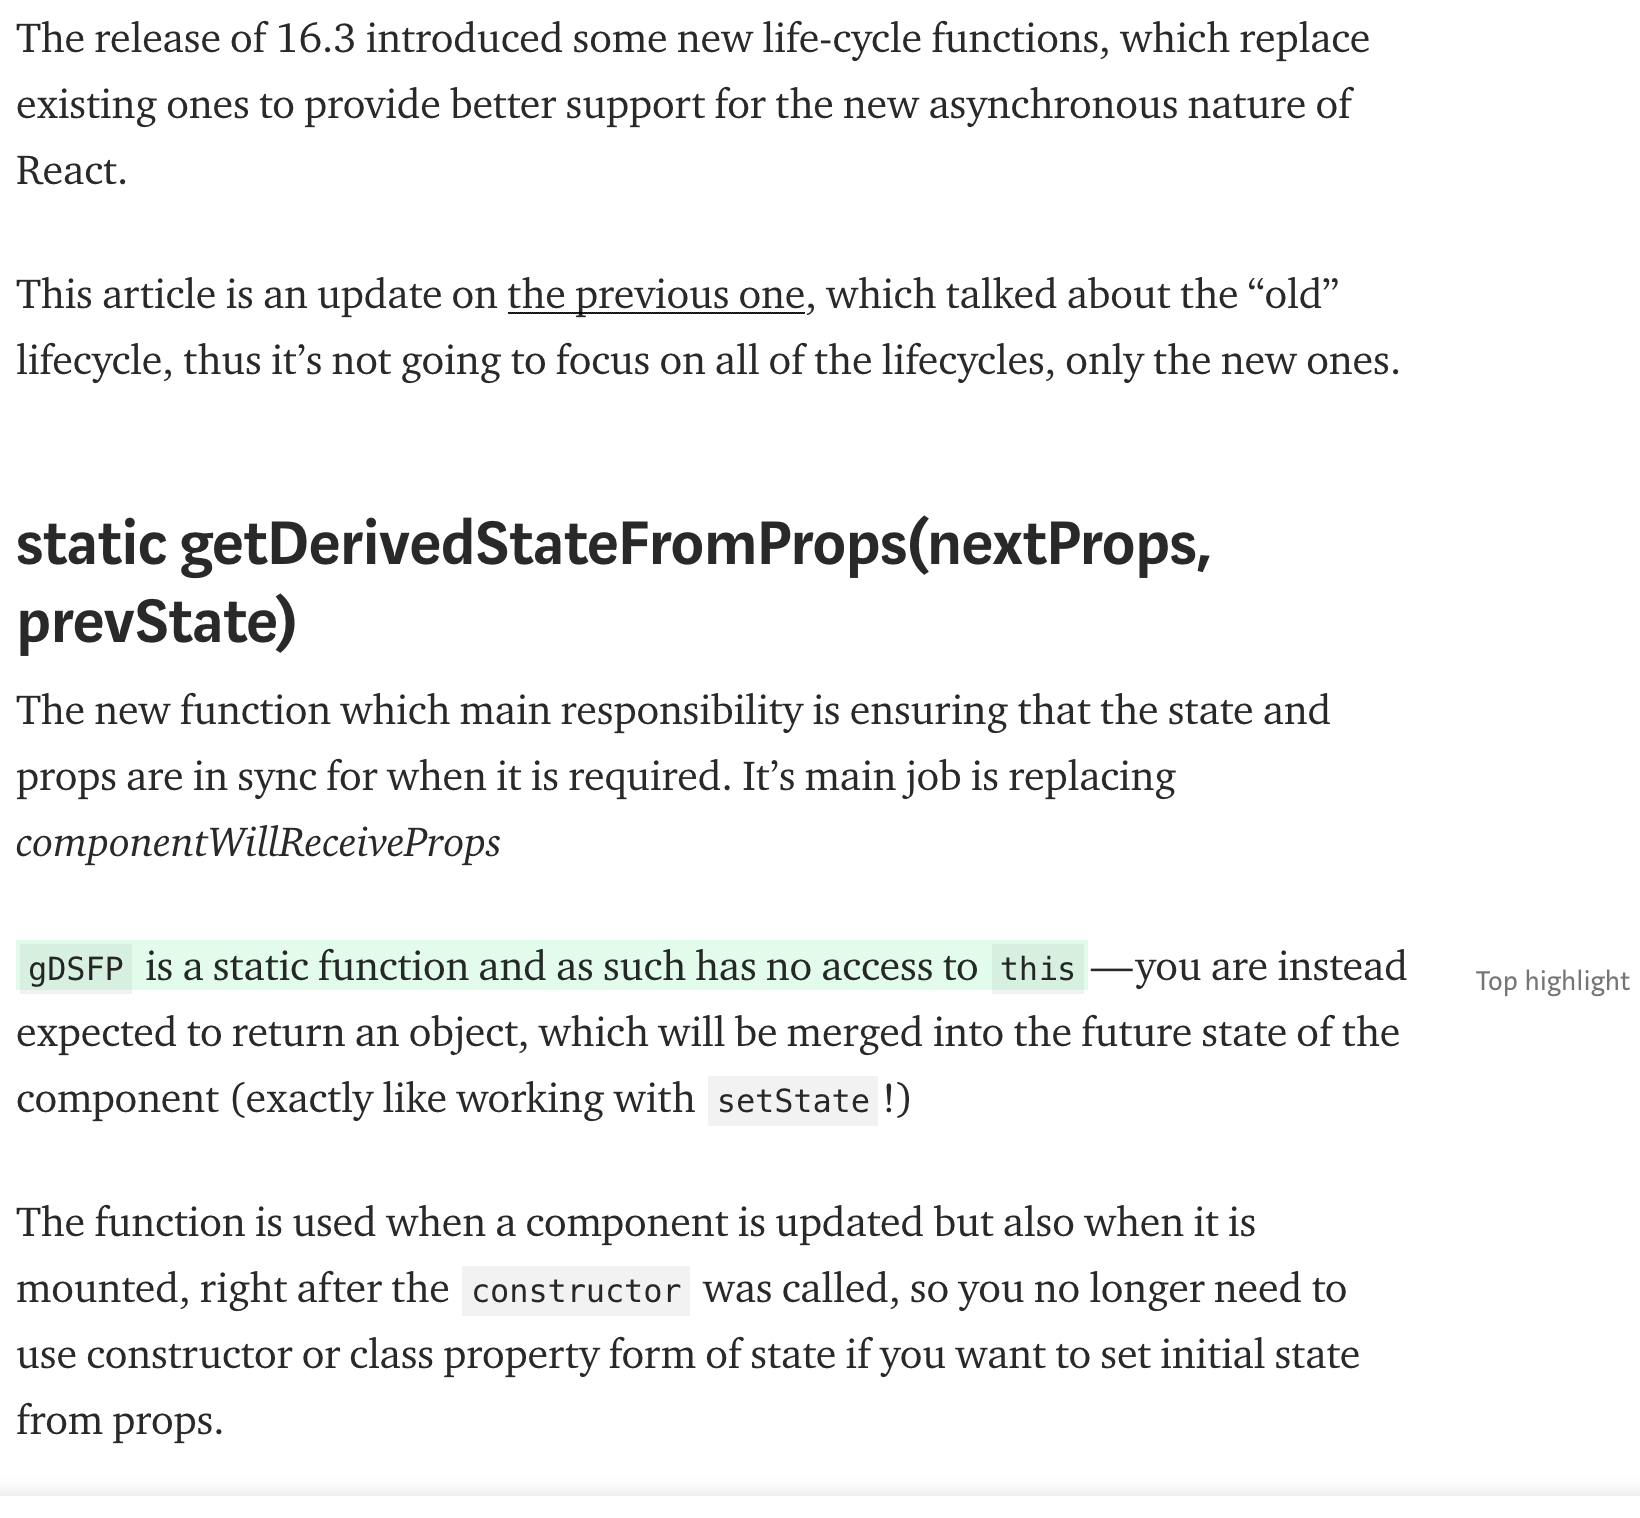 The release of 16.3 introduced some new life-cycle functions, which replace
existing ones to provide better support for the new asynchronous nature of
React.
This article is an update on the previous one, which talked about the “old”
lifecycle, thus it’s not going to focus on all of the lifecycles, only the new ones.
static getDerivedStateFromProps(nextProps,
prevState)
The new function which main responsibility is ensuring that the state and
props are in sync for when it is required. It’s main job is replacing
componentWillReceiveProps
gDSFP is a static function and as such has no access to this —you are instead
Top highlight
expected to return an object, which will be merged into the future state of the
component (exactly like working with setState !)
The function is used when a component is updated but also when it is
mounted, right after the constructor was called, so you no longer need to
use constructor or class property form of state if you want to set initial state
from props.